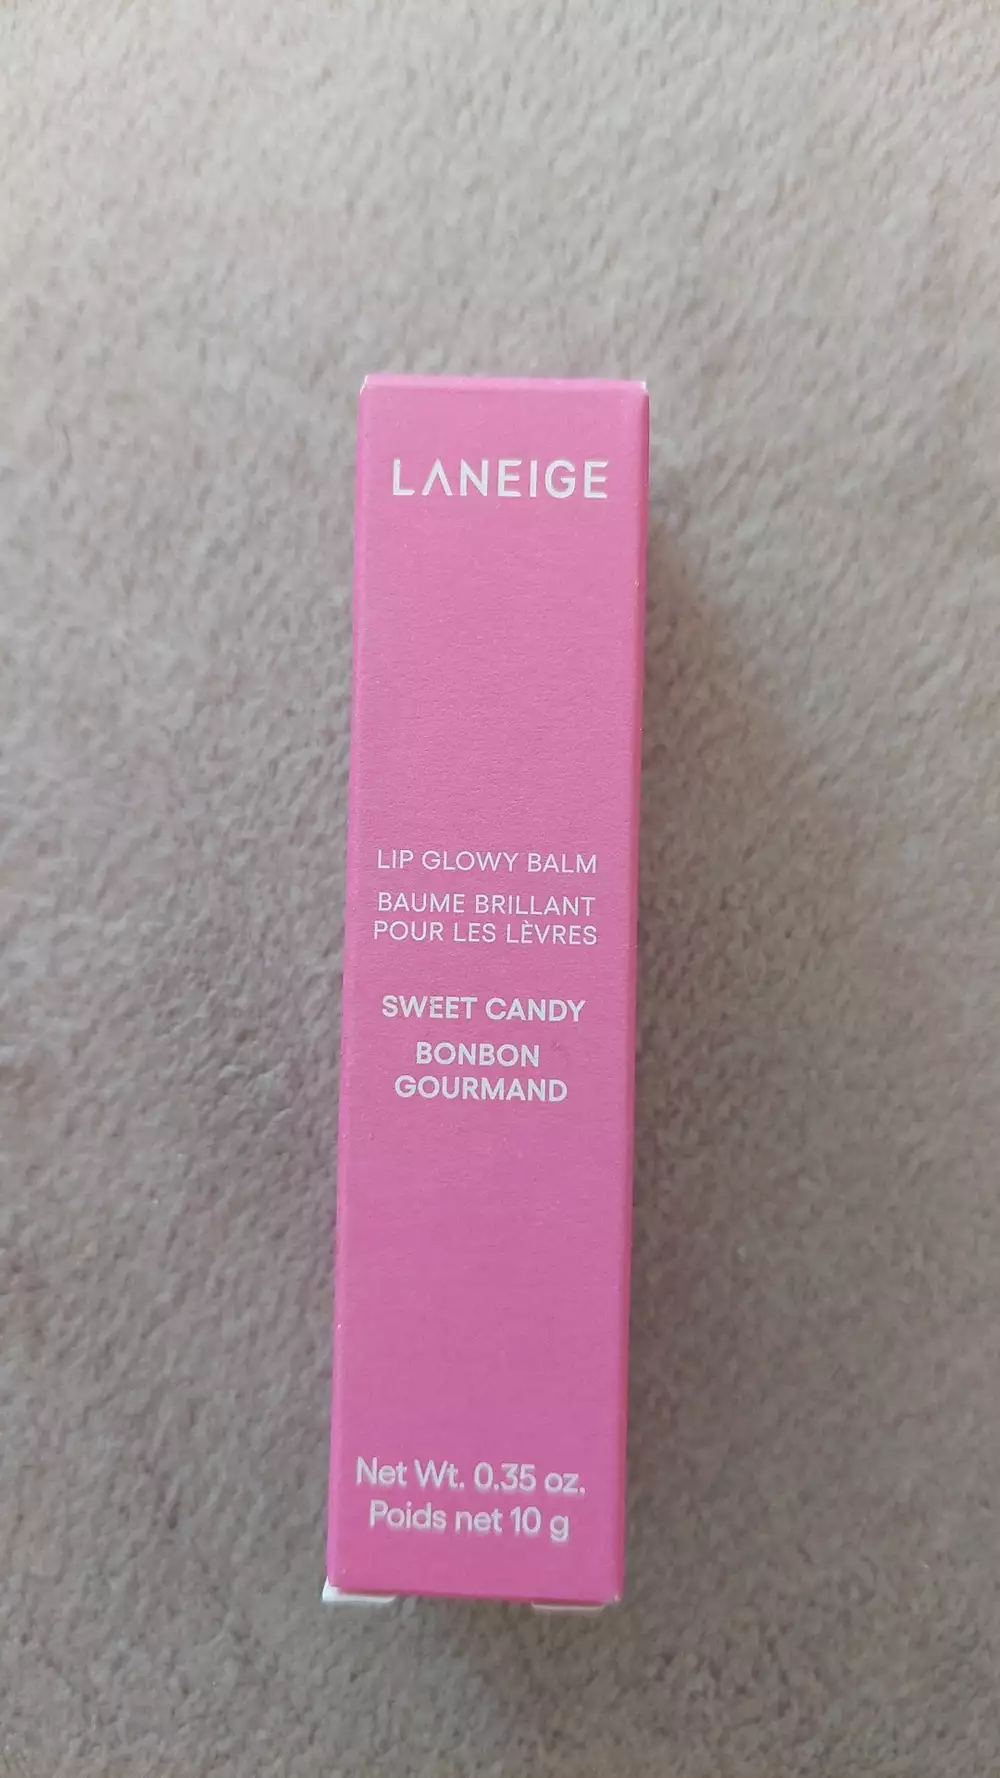 LANEIGE
LIP GLOWY BALM
BAUME BRILLANT
POUR LES LÈVRES
SWEET CANDY
BONBON
GOURMAND
Net Wt. 0.35 oz.
Poids net 10 g